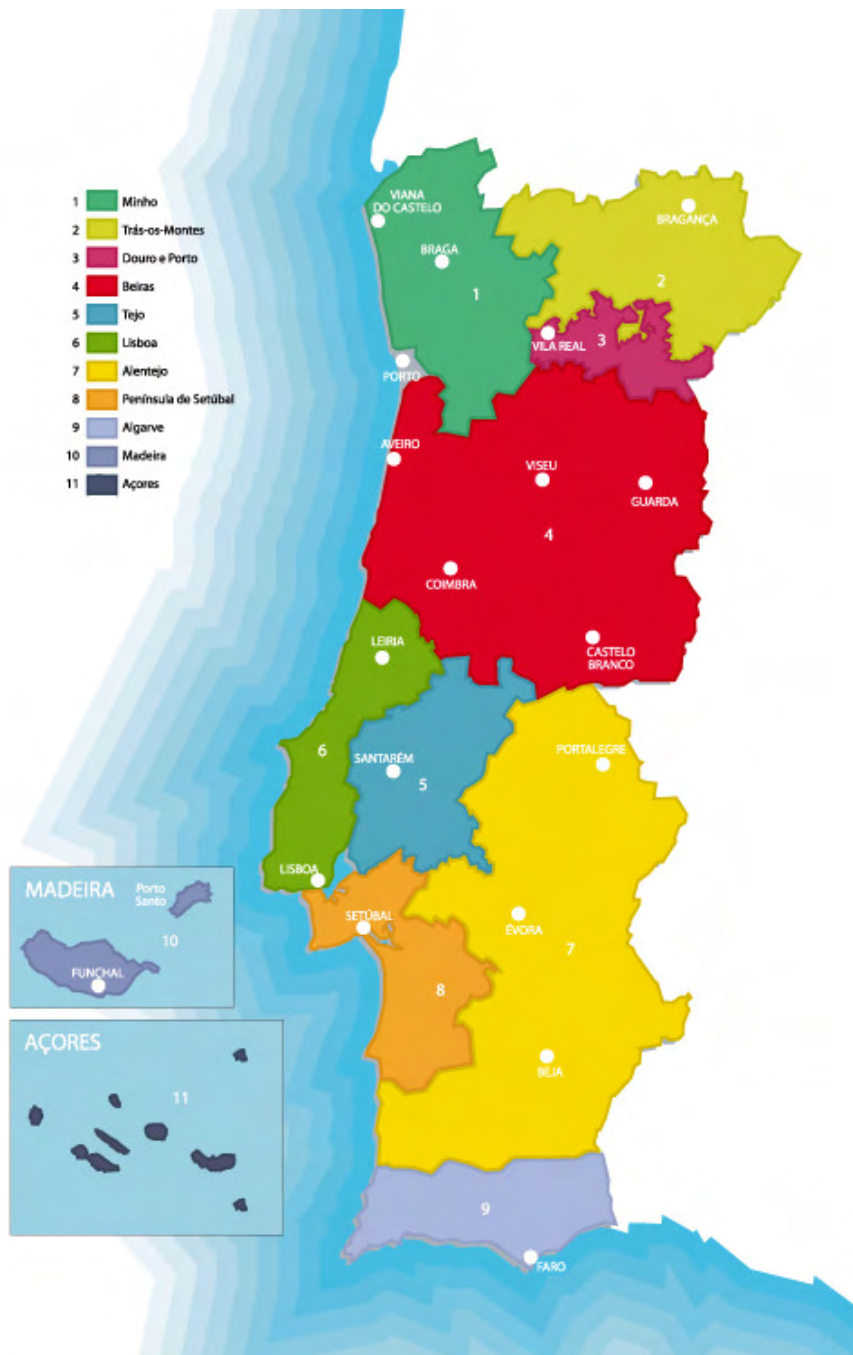 1 Minho
2 Trás-os-Montes
3 Douro e Porto
4 Beiras
5 Tejo
6 Lisboa
7 Alentejo
8 Península de Setúbal
9 Algarve
10 Madeira
11 Açores
VIANA
DO CASTELO
BRAGANÇA
BRAGA
1
2
VILA REAL
3
PORTO
AVEIRO
VISEU
GUARDA
4
COIMBRA
LEIRIA
CASTELO
BRANCO
6
PORTALEGRE
SANTARÉM
5
LISBOA
SETÚBAL
ÉVORA
7
8
BEJA
9
FARO
MADEIRA
Porto
Santo
10
FUNCHAL
AÇORES
11